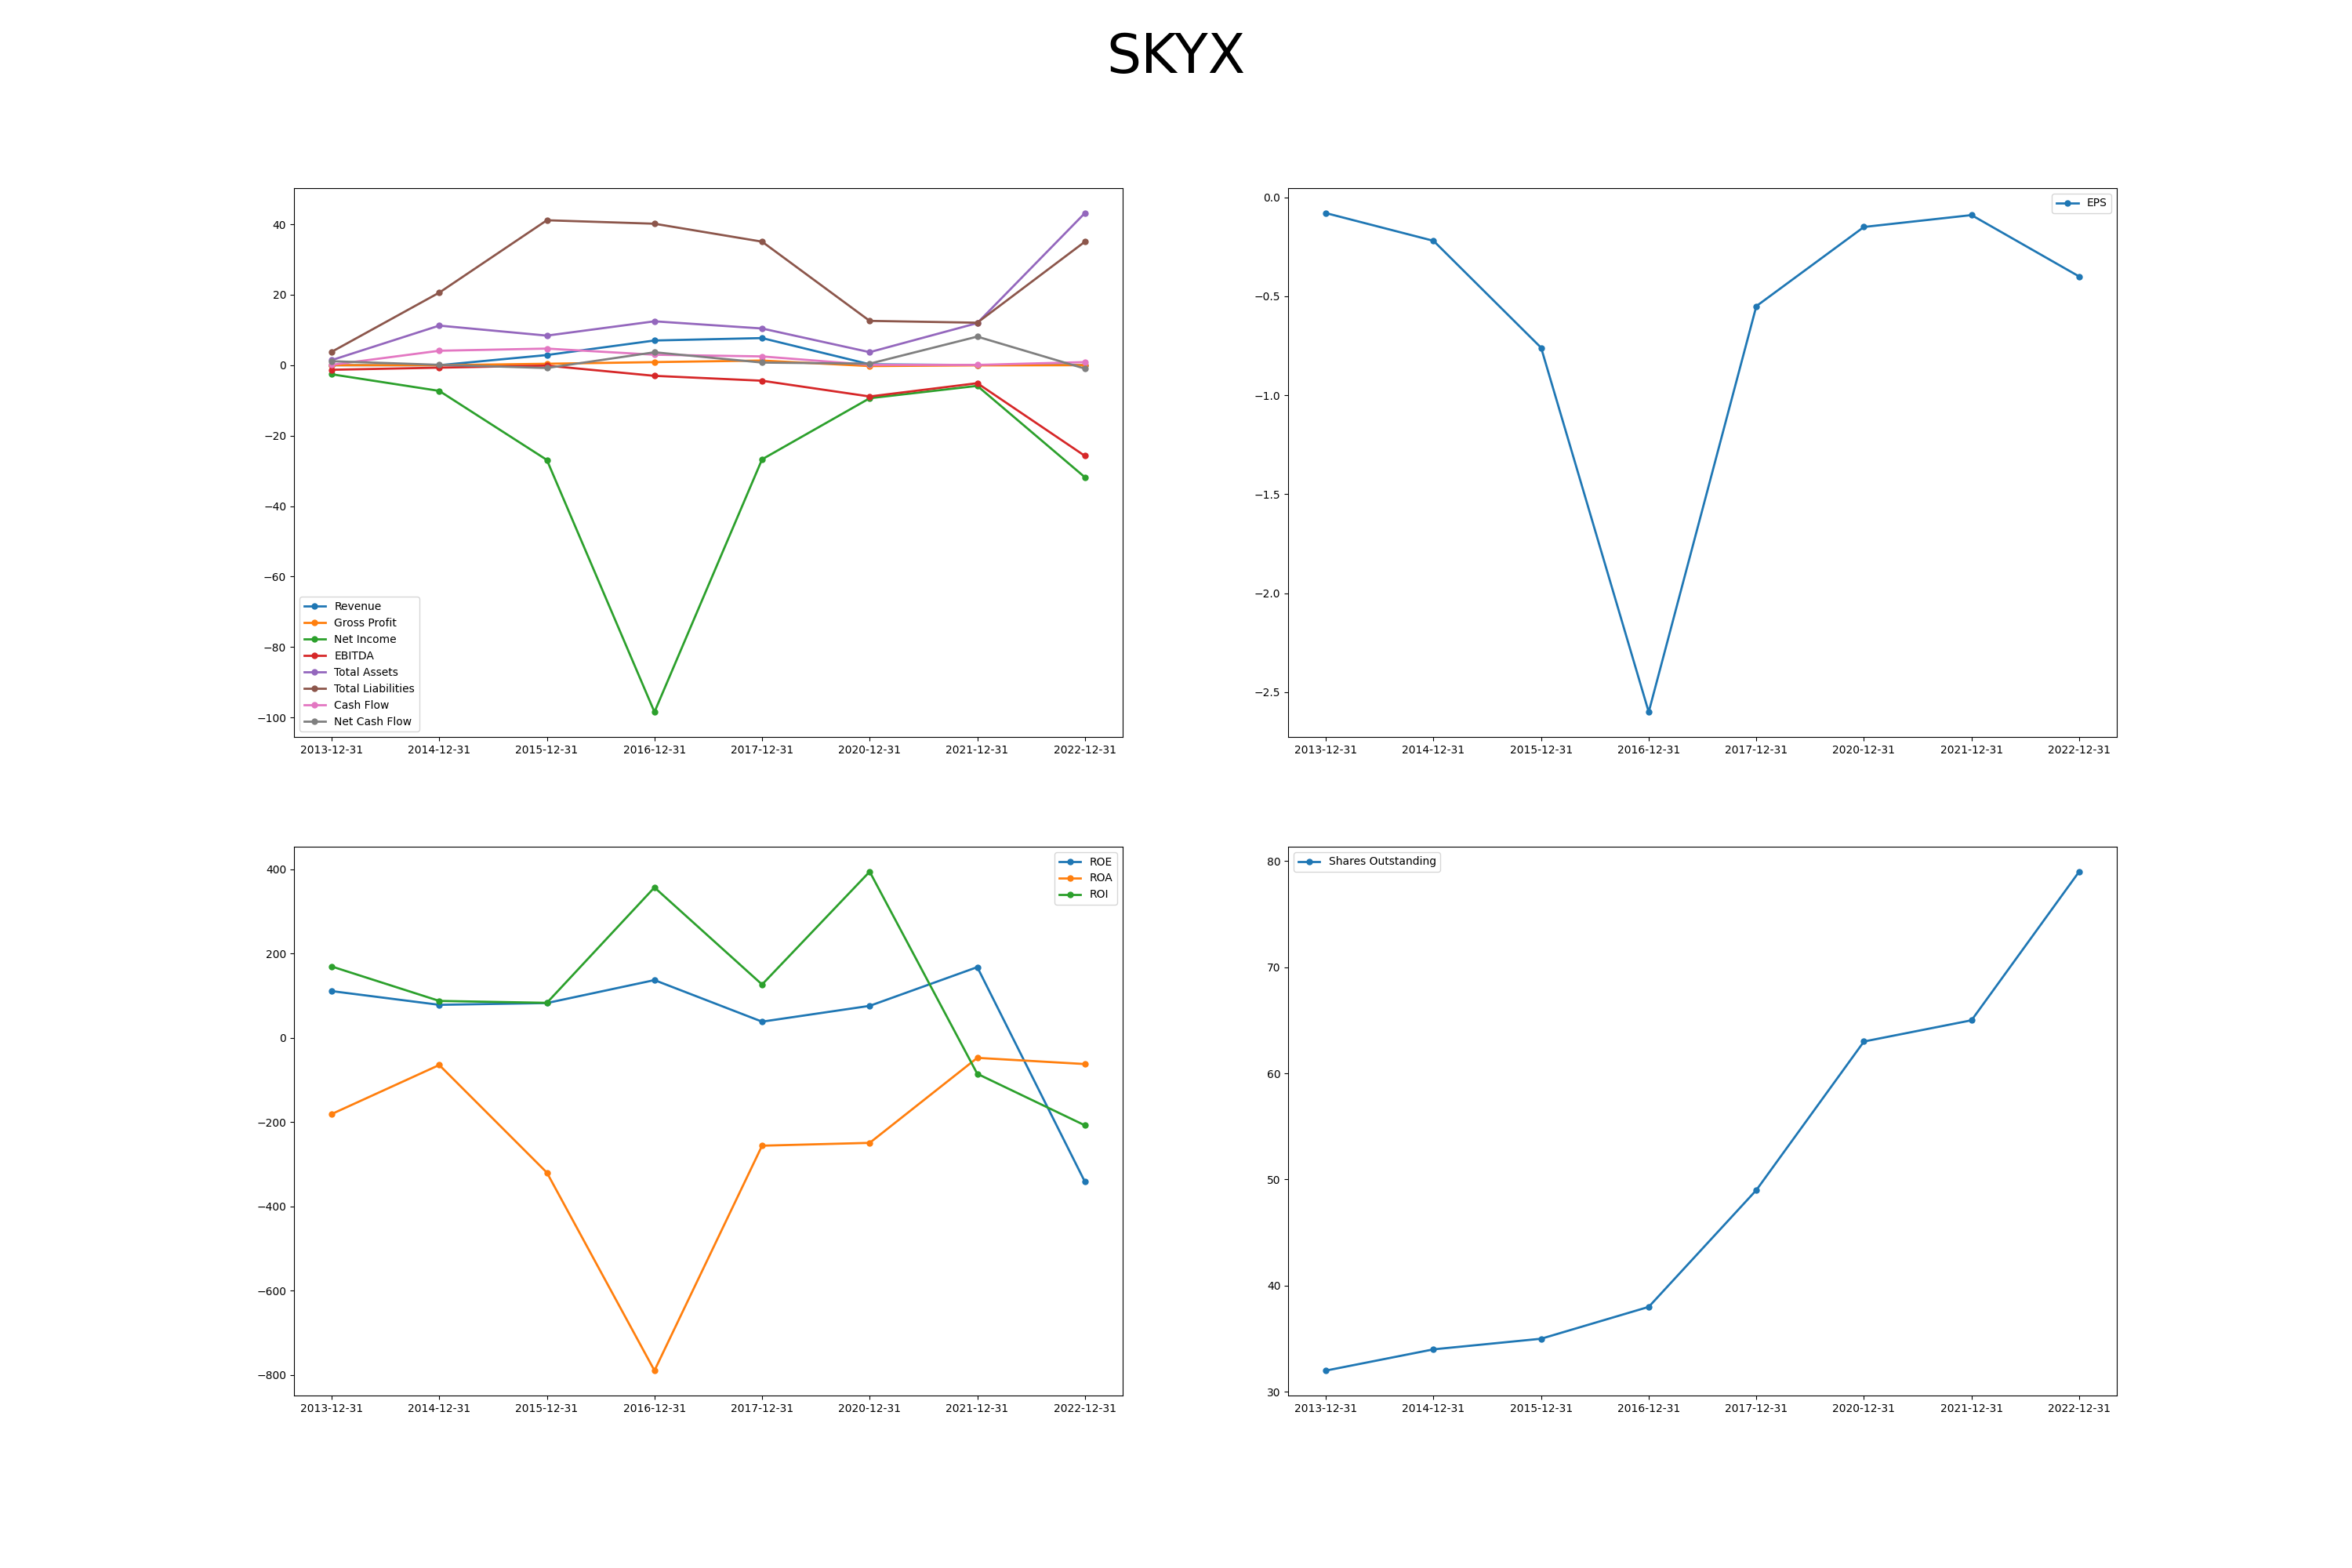 SKYX
40
20
0
−20
−40
−60
−80
−100
Revenue
Gross Profit
Net Income
EBITDA
Total Assets
Total Liabilities
Cash Flow
Net Cash Flow
2013-12-31 2014-12-31 2015-12-31 2016-12-31 2017-12-31 2020-12-31 2021-12-31 2022-12-31
0.0
−0.5
−1.0
−1.5
−2.0
−2.5
EPS
2013-12-31 2014-12-31 2015-12-31 2016-12-31 2017-12-31 2020-12-31 2021-12-31 2022-12-31
400
200
0
−200
−400
−600
−800
ROE
ROA
ROI
2013-12-31 2014-12-31 2015-12-31 2016-12-31 2017-12-31 2020-12-31 2021-12-31 2022-12-31
80
70
60
50
40
30
Shares Outstanding
2013-12-31 2014-12-31 2015-12-31 2016-12-31 2017-12-31 2020-12-31 2021-12-31 2022-12-31